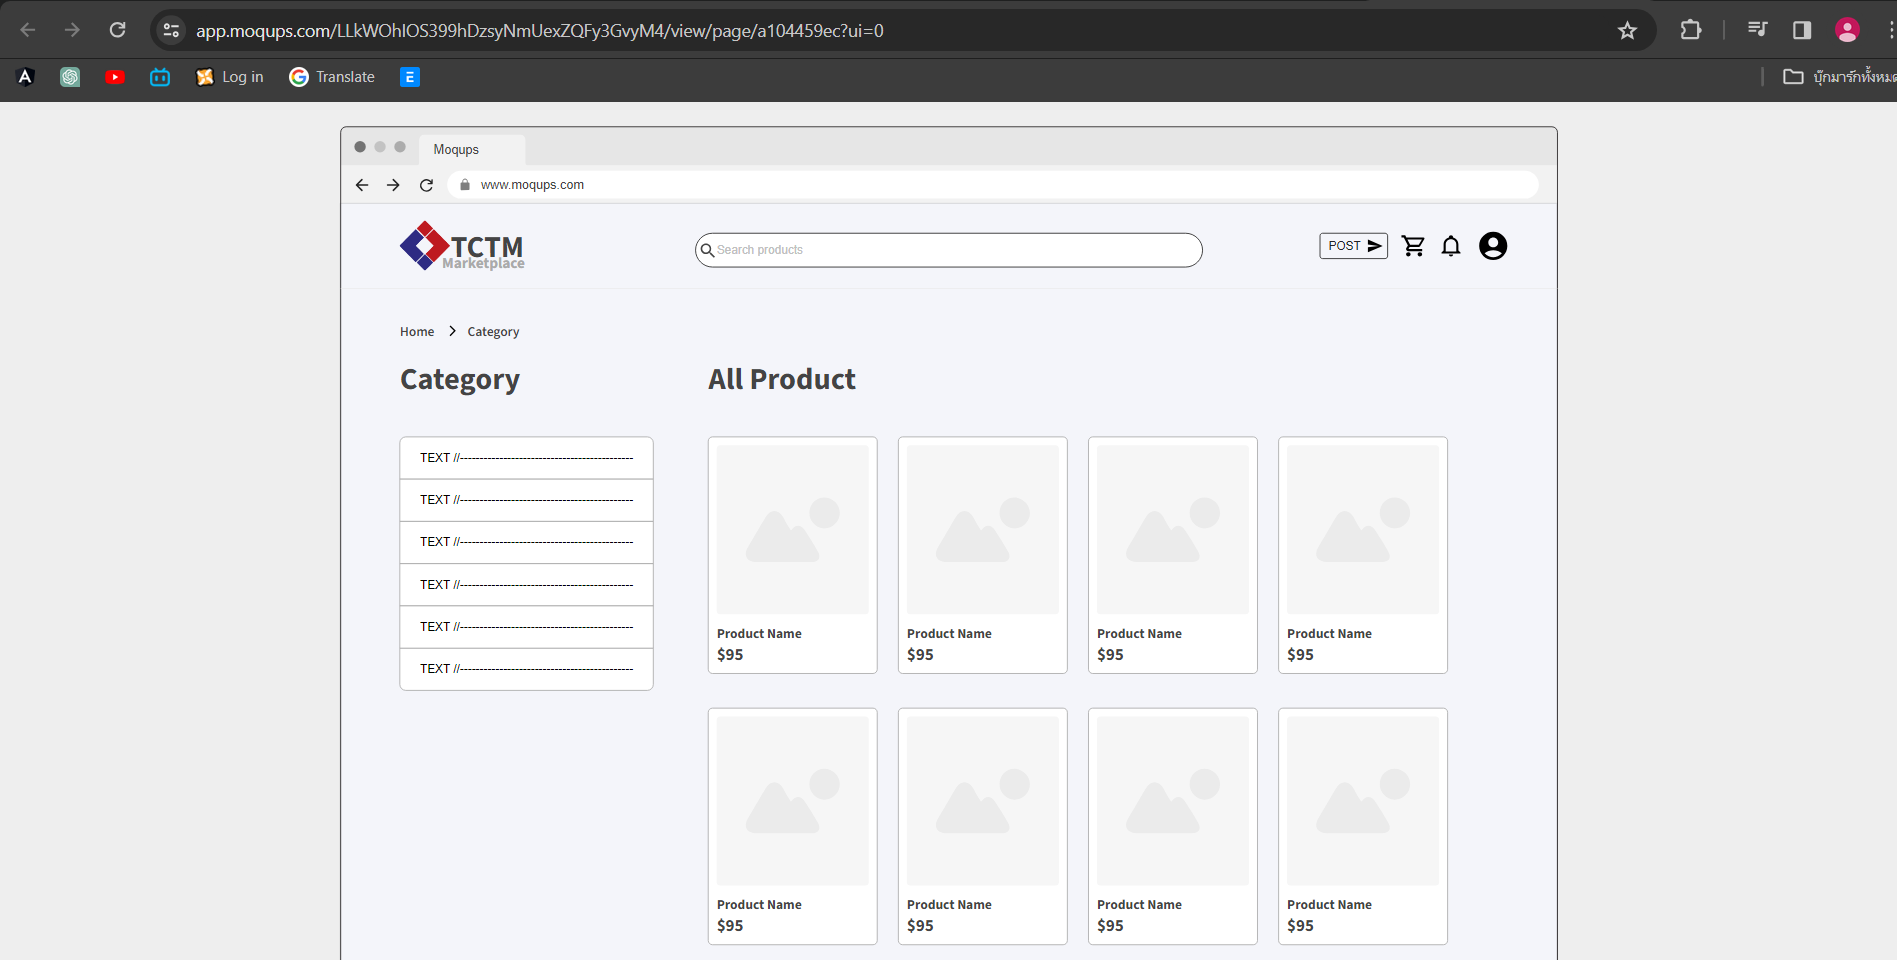 app.moqups.com/LLkWOhIOS399hDzsyNmUexZQFy3GvyM4/view/page/a104459ec?ui=0
Log in
Translate
E
บุ๊กมาร์กทั้งหมด
Moqups
www.moqups.com
TCTM
Marketplace
Search products
POST
Home
Category
Category
All Product
TEXT //--------------------------------------------
TEXT //--------------------------------------------
TEXT //--------------------------------------------
TEXT //--------------------------------------------
TEXT //--------------------------------------------
TEXT //--------------------------------------------
Product Name
$95
Product Name
$95
Product Name
$95
Product Name
$95
Product Name
$95
Product Name
$95
Product Name
$95
Product Name
$95